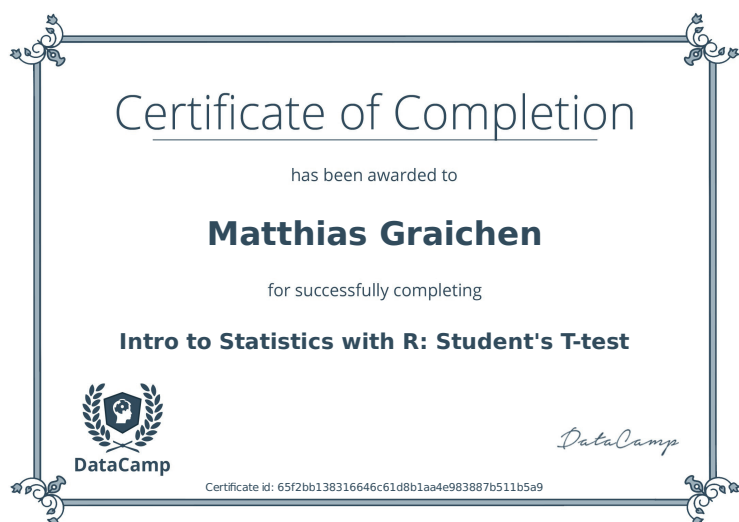 Certificate of Completion
has been awarded to
Matthias Graichen
for successfully completing
Intro to Statistics with R: Student's T-test
DataCamp
DataCamp
Certificate id: 65f2bb138316646c61d8b1aa4e983887b511b5a9